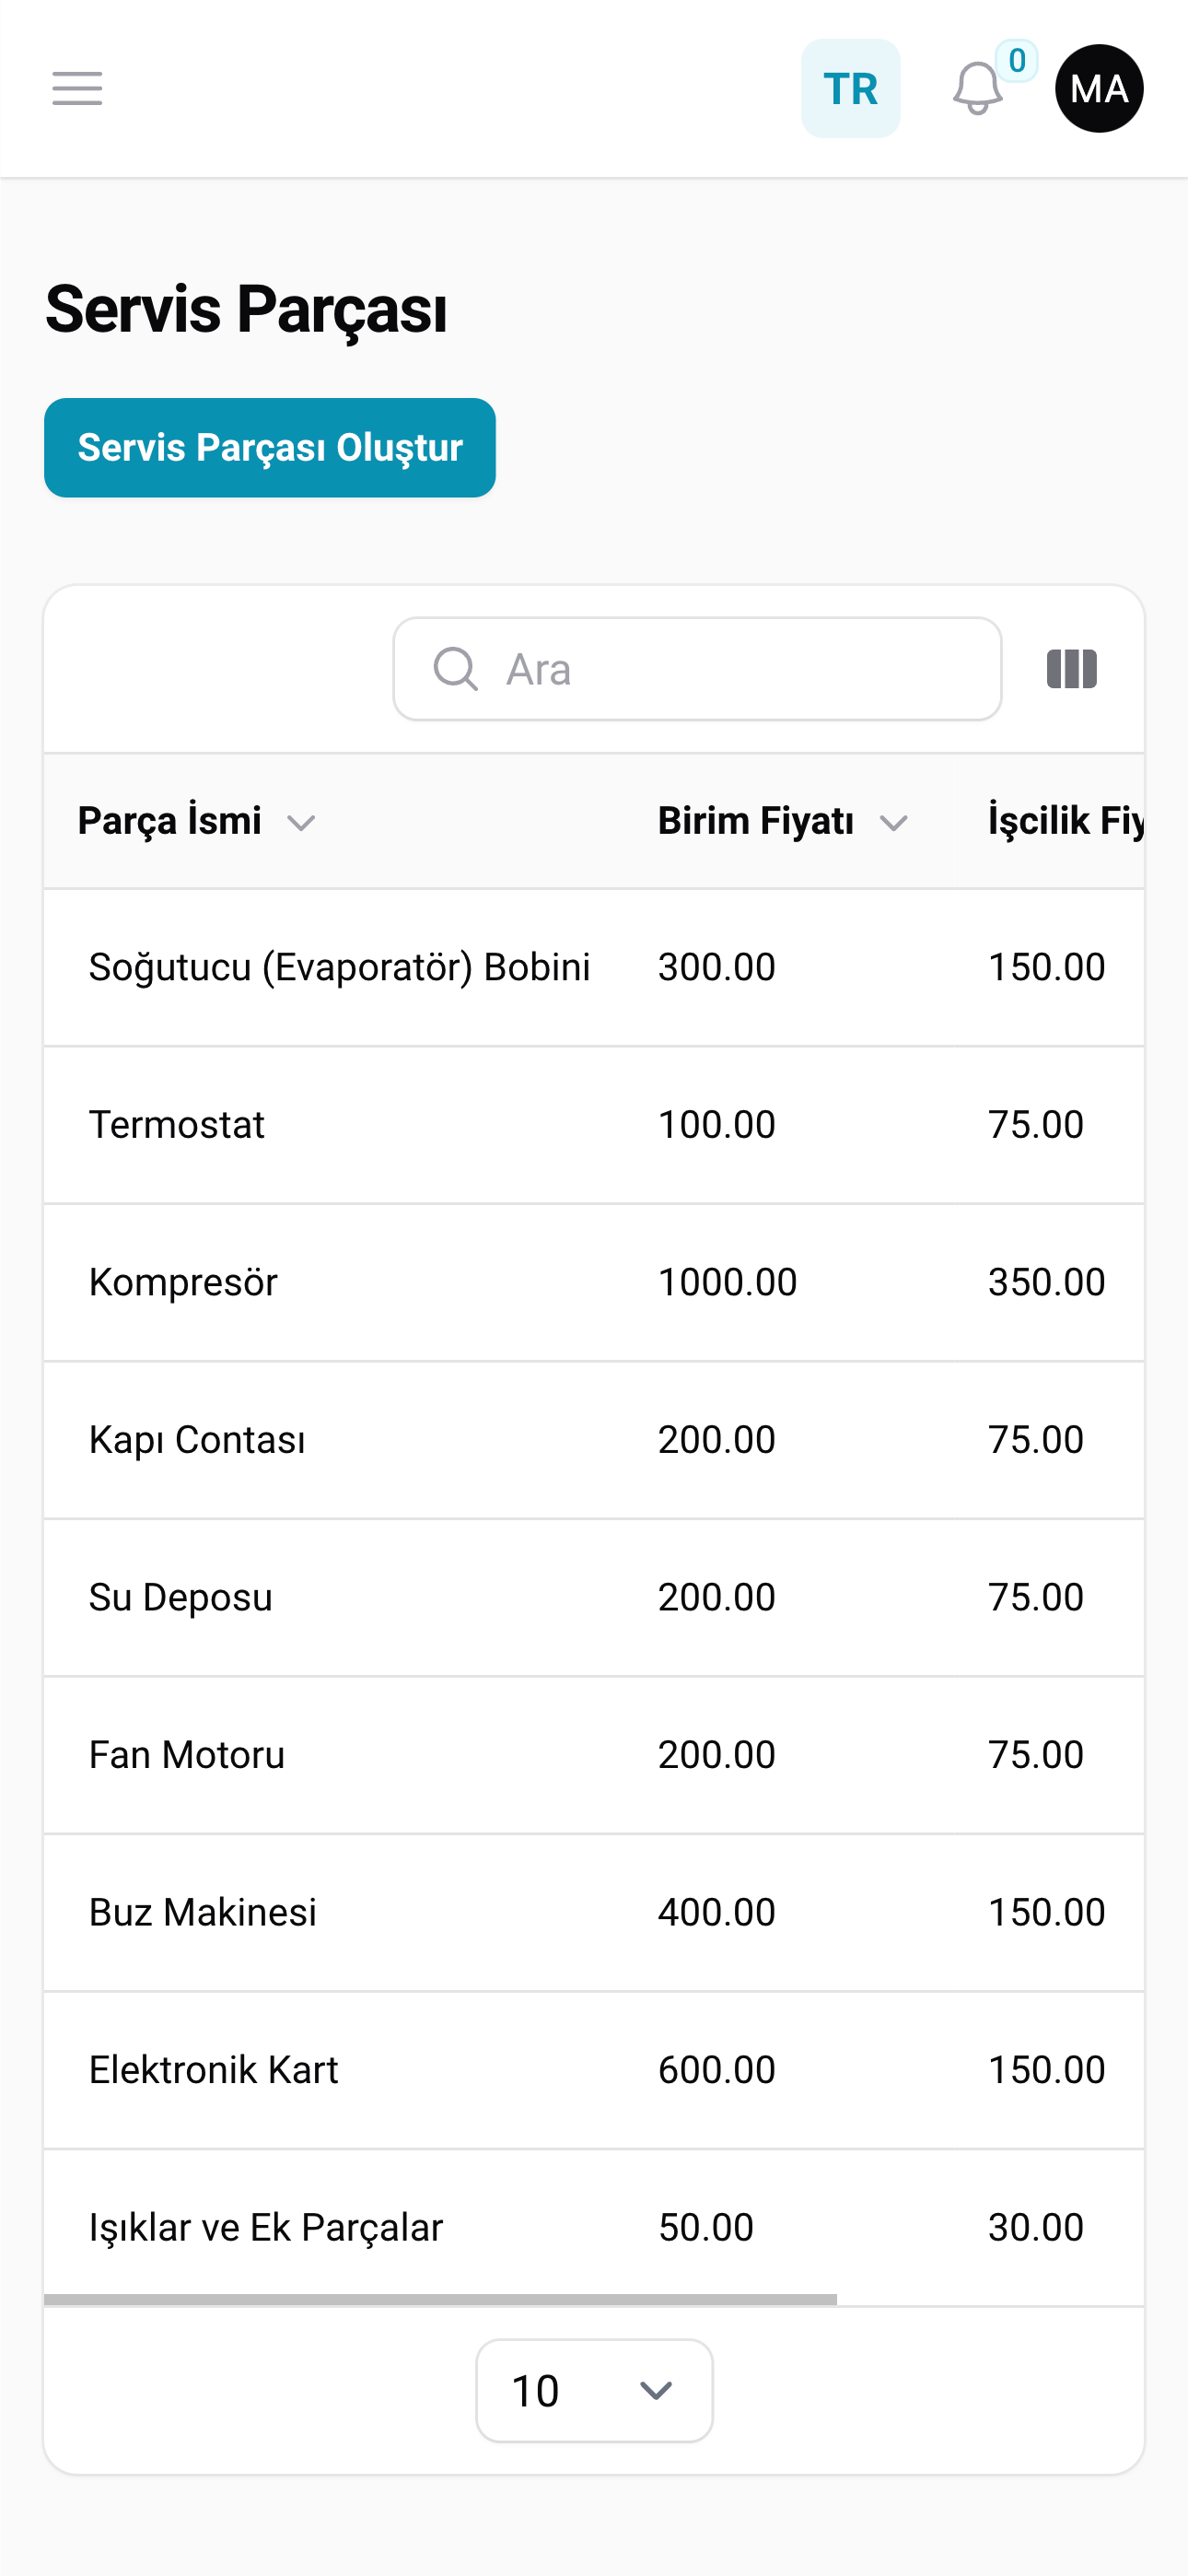 TR
0
MA
Servis Parçası
Servis Parçası Oluştur
Ara
Parça İsmi Birim Fiyatı İşcilik Fiy
Soğutucu (Evaporatör) Bobini 300.00 150.00
Termostat 100.00 75.00
Kompresör 1000.00 350.00
Kapı Contası 200.00 75.00
Su Deposu 200.00 75.00
Fan Motoru 200.00 75.00
Buz Makinesi 400.00 150.00
Elektronik Kart 600.00 150.00
Işıklar ve Ek Parçalar 50.00 30.00
10